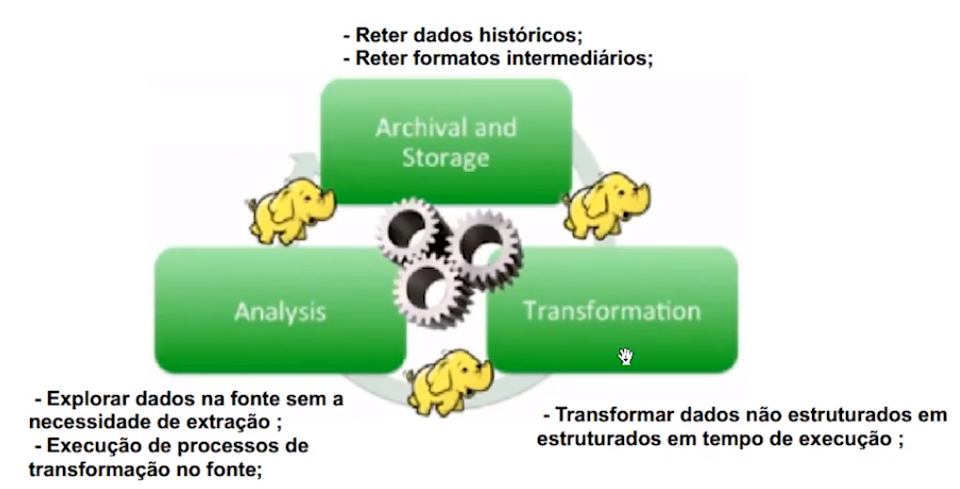 - Reter dados históricos;
- Reter formatos intermediários;
Archival and
Storage
Analysis
Transformation
- Explorar dados na fonte sem a
necessidade de extração ;
- Execução de processos de
transformação no fonte;
- Transformar dados não estruturados em
estruturados em tempo de execução ;